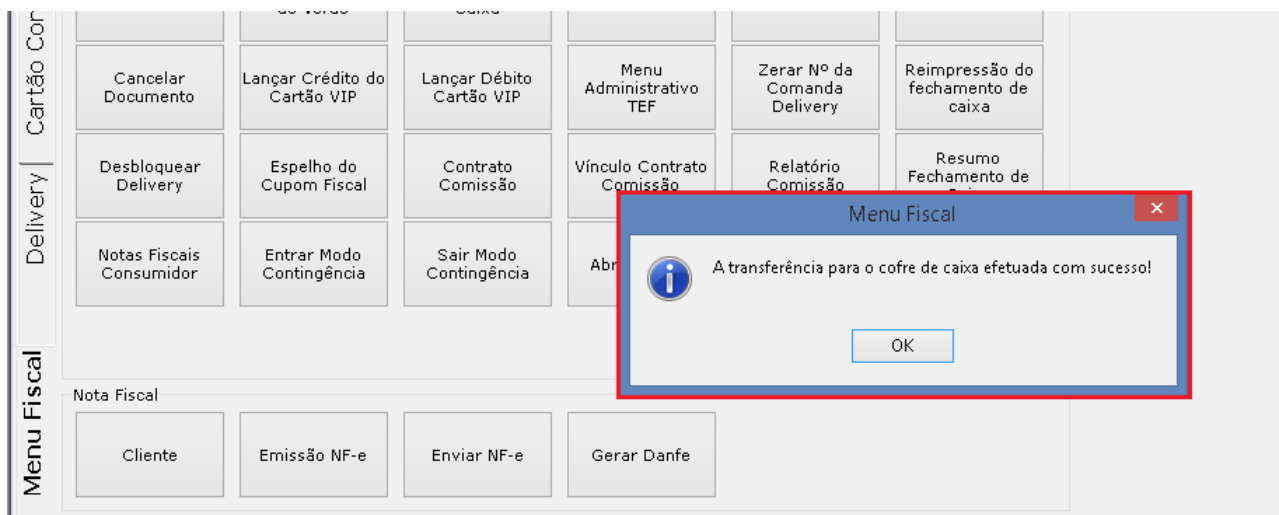 Cartão Con
Delivery
Menu Fiscal
Cancelar
Documento
Lançar Crédito do
Cartão VIP
Lançar Débito
Cartão VIP
Menu
Administrativo
TEF
Zerar Nº da
Comanda
Delivery
Reimpressão do
fechamento de
caixa
Desbloquear
Delivery
Espelho do
Cupom Fiscal
Contrato
Comissão
Vínculo Contrato
Comissão
Relatório
Comissão
Resumo
Fechamento de
Notas Fiscais
Consumidor
Entrar Modo
Contingência
Sair Modo
Contingência
Abr
Menu Fiscal
A transferência para o cofre de caixa efetuada com sucesso!
OK
Nota Fiscal
Cliente
Emissão NF-e
Enviar NF-e
Gerar Danfe